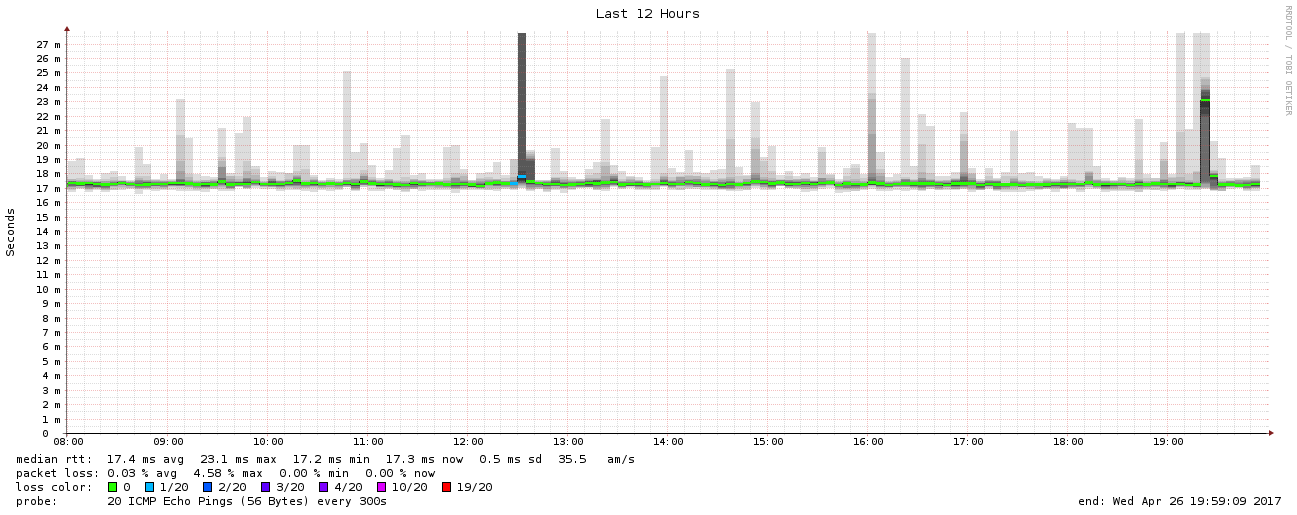 Last 12 Hours
RRDTOOL / TOBI OETIKER
Seconds
27 m
26 m
25 m
24 m
23 m
22 m
21 m
20 m
19 m
18 m
17 m
16 m
15 m
14 m
13 m
12 m
11 m
10 m
9 m
8 m
7 m
6 m
5 m
4 m
3 m
2 m
1 m
0
08:00 09:00 10:00 11:00 12:00 13:00 14:00 15:00 16:00 17:00 18:00 19:00
median rtt: 17.4 ms avg 23.1 ms max 17.2 ms min 17.3 ms now 0.5 ms sd 35.5 am/s
packet loss: 0.03 % avg 4.58 % max 0.00 % min 0.00 % now
loss color: 0 1/20 2/20 3/20 4/20 10/20 19/20
probe: 20 ICMP Echo Pings (56 Bytes) every 300s end: Wed Apr 26 19:59:09 2017